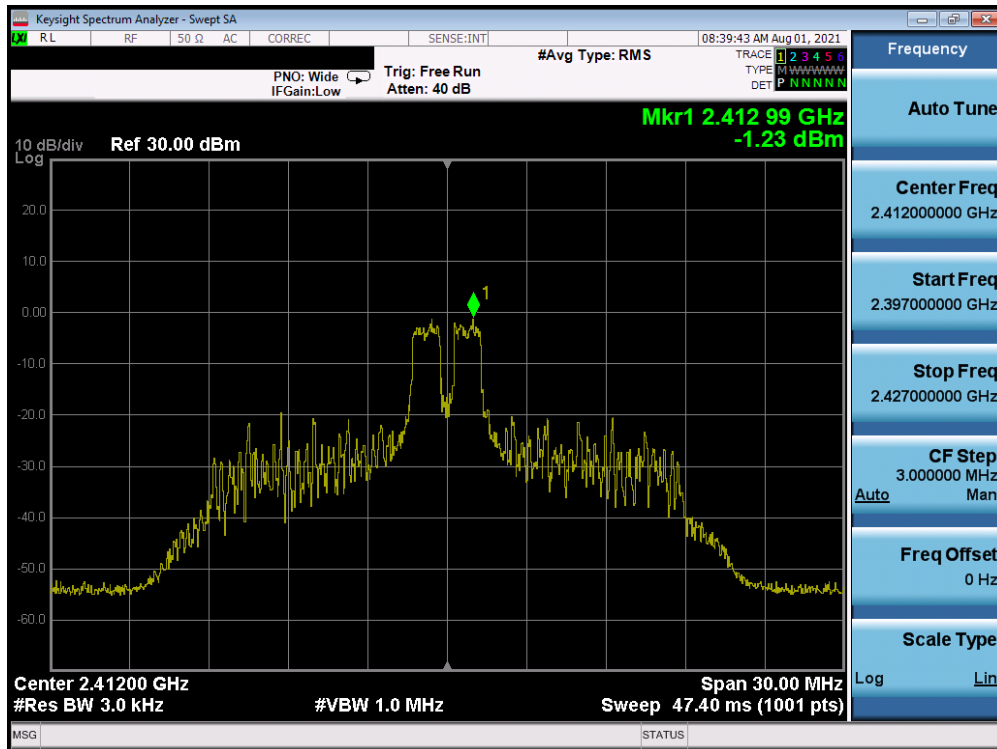 Keysight Spectrum Analyzer - Swept SA
LXI RL RF 50 Ω AC CORREC SENSE:INT 08:39:43 AM Aug 01, 2021
#Avg Type: RMS TRACE 1 2 3 4 5 6
PNO: Wide Trig: Free Run TYPE M WWWWW
IFGain:Low Atten: 40 dB DET P N N N N N
Mkr1 2.412 99 GHz
-1.23 dBm
10 dB/div Ref 30.00 dBm
Log
20.0
10.0
0.00
-10.0
-20.0
-30.0
-40.0
-50.0
-60.0
1
Center 2.41200 GHz Span 30.00 MHz
#Res BW 3.0 kHz #VBW 1.0 MHz Sweep 47.40 ms (1001 pts)
MSG STATUS
Frequency
Auto Tune
Center Freq
2.412000000 GHz
Start Freq
2.397000000 GHz
Stop Freq
2.427000000 GHz
CF Step
3.000000 MHz
Auto Man
Freq Offset
0 Hz
Scale Type
Log Lin